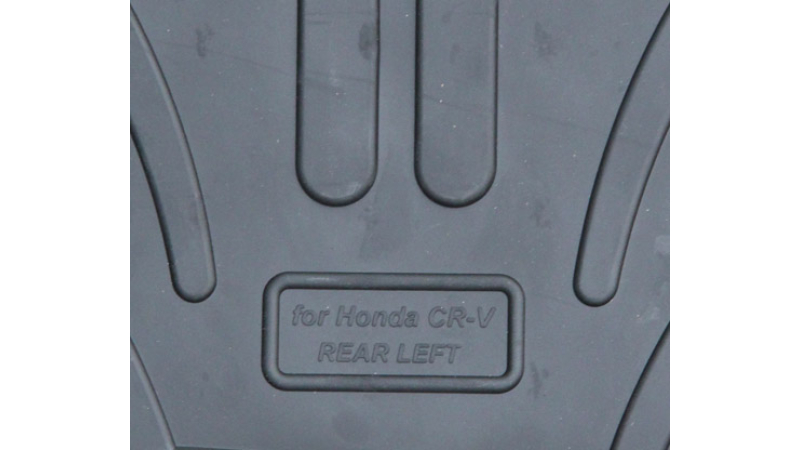 for Honda CR-V
REAR LEFT